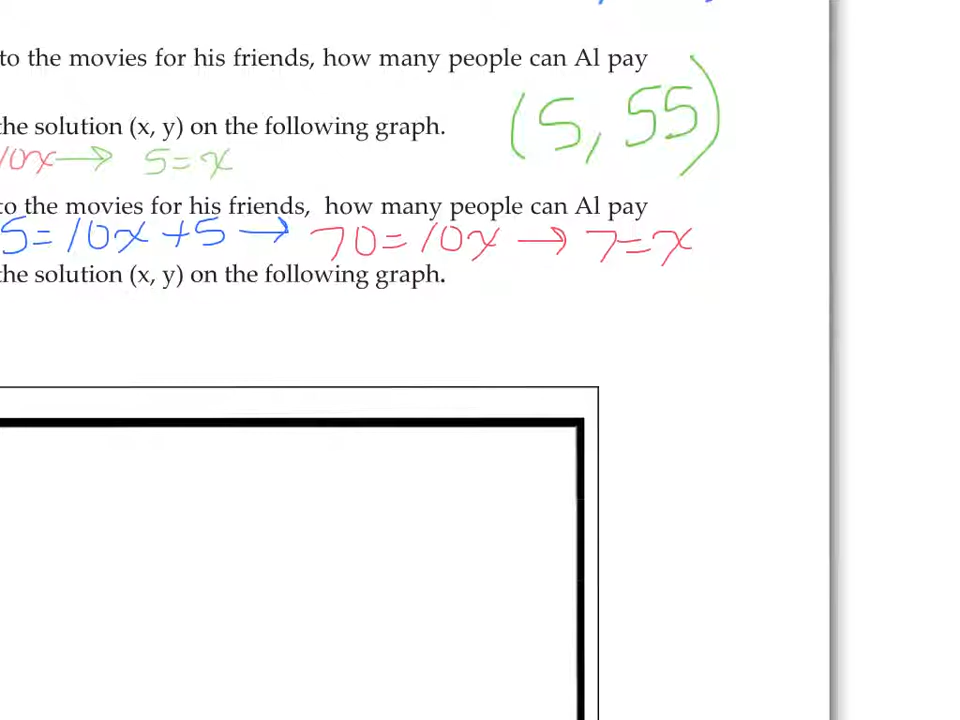 to the movies for his friends, how many people can Al pay
(5, 55)
the solution (x, y) on the following graph.
10x → 5 = x
to the movies for his friends, how many people can Al pay
5 = 10x + 5 → 70 = 10x → 7 = x
the solution (x, y) on the following graph.